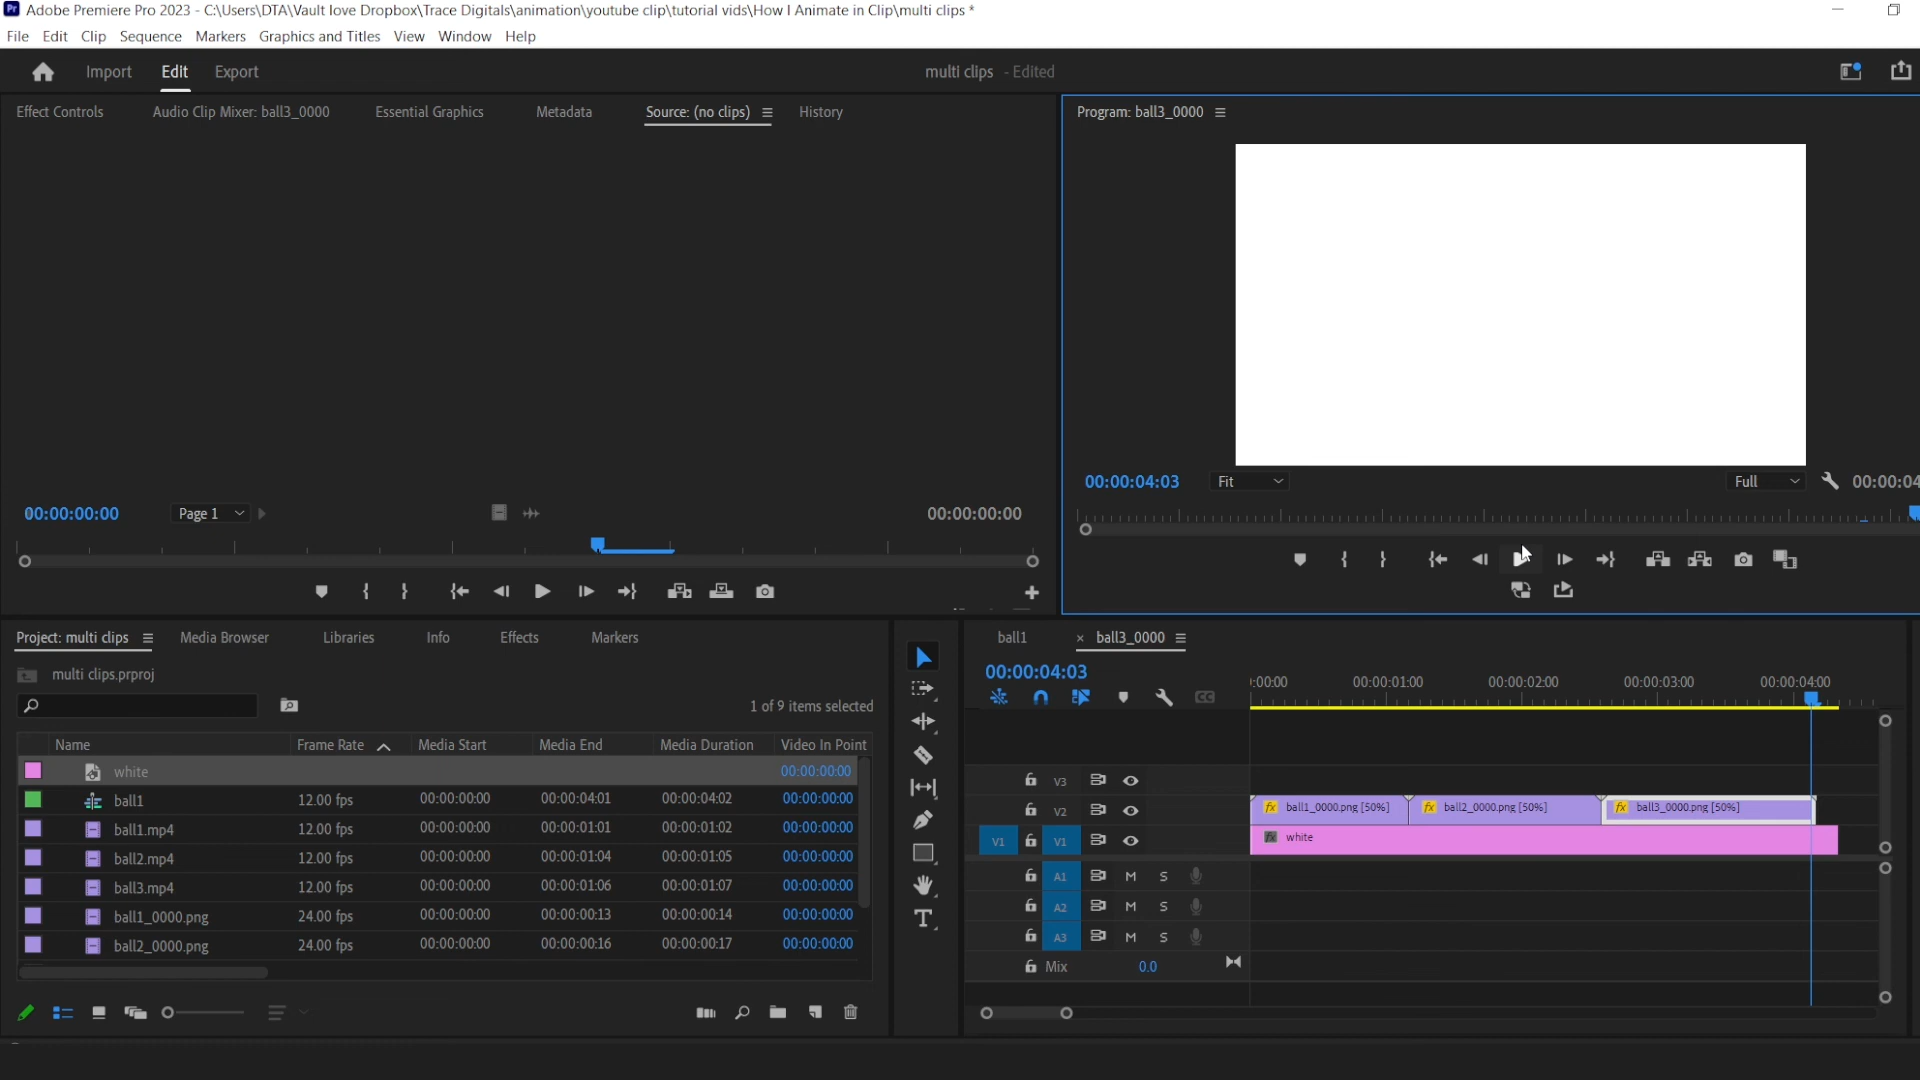 Pr Adobe Premiere Pro 2023 - C:\Users\DTA\Vault love Dropbox\Trace Digitals\animation\youtube clip\tutorial vids\How I Animate in Clip\multi clips *
File Edit Clip Sequence Markers Graphics and Titles View Window Help
Import Edit Export
multi clips - Edited
Effect Controls Audio Clip Mixer: ball3_0000 Essential Graphics Metadata Source: (no clips) History
Program: ball3_0000
00:00:04:03 Fit Full 00:00:04
00:00:00:00 Page 1 00:00:00:00
Project: multi clips Media Browser Libraries Info Effects Markers
multi clips.prproj
1 of 9 items selected
Name Frame Rate Media Start Media End Media Duration Video In Point
white 00:00:00:00
ball1 12.00 fps 00:00:00:00 00:00:04:01 00:00:04:02 00:00:00:00
ball1.mp4 12.00 fps 00:00:00:00 00:00:01:01 00:00:01:02 00:00:00:00
ball2.mp4 12.00 fps 00:00:00:00 00:00:01:04 00:00:01:05 00:00:00:00
ball3.mp4 12.00 fps 00:00:00:00 00:00:01:06 00:00:01:07 00:00:00:00
ball1_0000.png 24.00 fps 00:00:00:00 00:00:00:13 00:00:00:14 00:00:00:00
ball2_0000.png 24.00 fps 00:00:00:00 00:00:00:16 00:00:00:17 00:00:00:00
T
ball1 × ball3_0000
00:00:04:03
CC
:00:00 00:00:01:00 00:00:02:00 00:00:03:00 00:00:04:00
V3
V2 fx ball1_0000.png [50%] fx ball2_0000.png [50%] fx ball3_0000.png [50%]
V1 V1 fx white
A1 M S
A2 M S
A3 M S
Mix 0.0